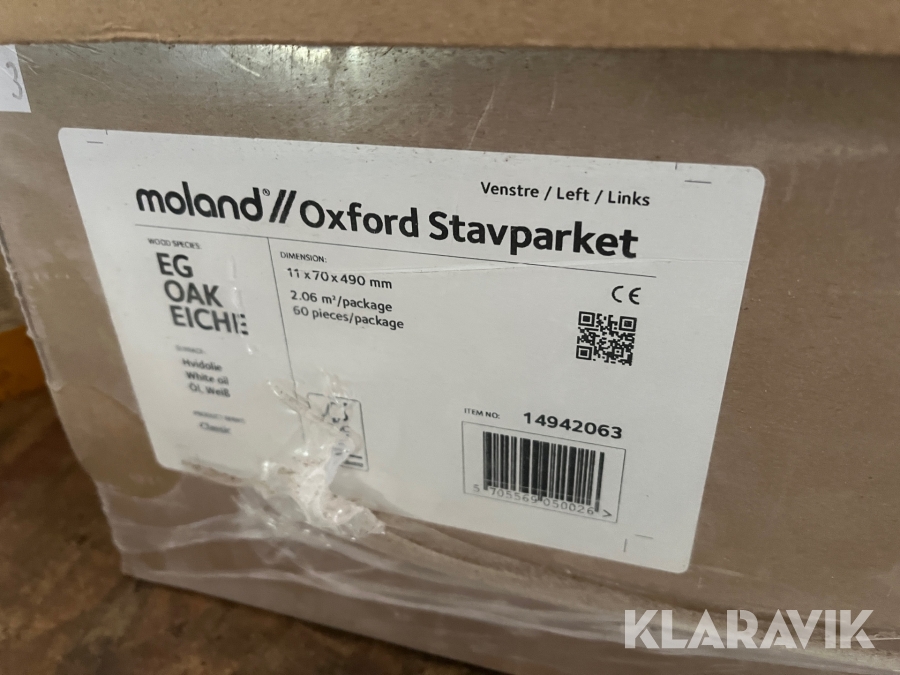 3
Venstre / Left / Links
moland® // Oxford Stavparket
WOOD SPECIES:
EG
OAK
EICHE
DIMENSION:
11 x 70 x 490 mm
2.06 m²/package
60 pieces/package
CE
Hvidolie
White oil
Öl, Weiß
Classic
ITEM NO: 14942063
5 705569 050026 >
KLARAVIK